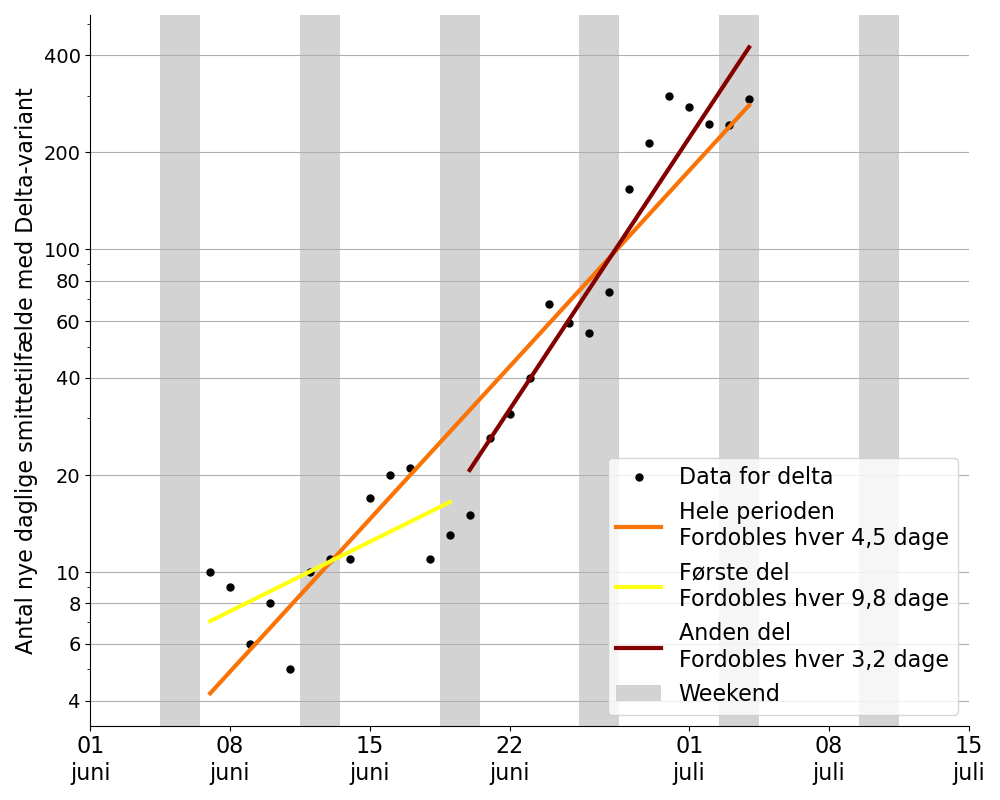 Antal nye daglige smittetilfælde med Delta-variant
400
200
100
80
60
40
20
10
8
6
4
01
juni
08
juni
15
juni
22
juni
01
juli
08
juli
15
juli
Data for delta
Hele perioden
Fordobles hver 4,5 dage
Første del
Fordobles hver 9,8 dage
Anden del
Fordobles hver 3,2 dage
Weekend